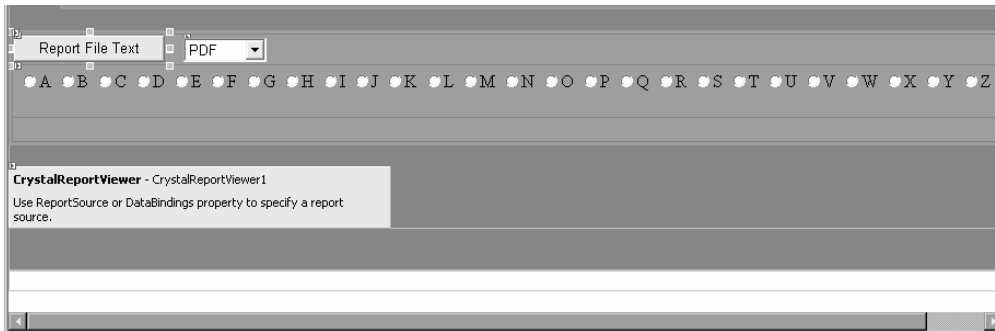 Report File Text PDF
A B C D E F G H I J K L M N O P Q R S T U V W X Y Z
CrystalReportViewer - CrystalReportViewer1
Use ReportSource or DataBindings property to specify a report
source.